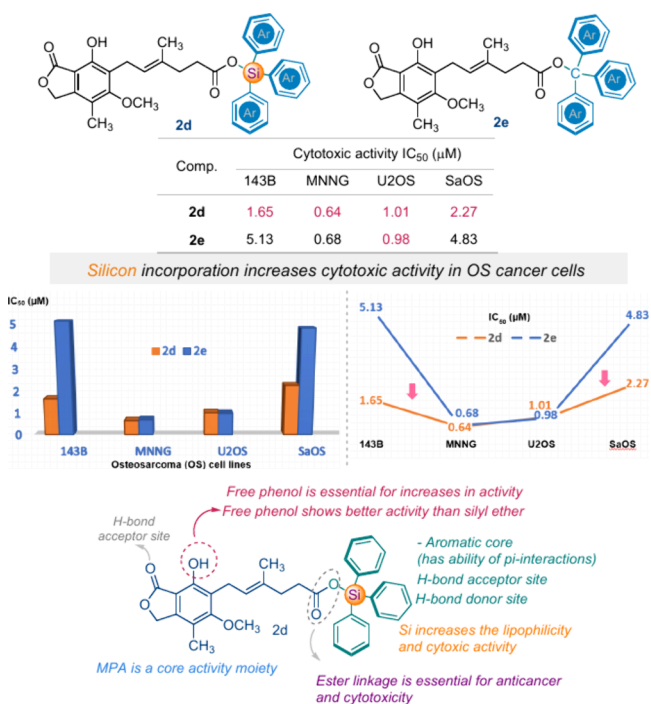 O
OH
CH3
O
O
Si
Ar
Ar
Ar
O
OCH3
CH3
2d
O
OH
CH3
O
O
C
Ar
Ar
Ar
O
OCH3
CH3
2e
Comp.
Cytotoxic activity IC50 (μM)
143B MNNG U2OS SaOS
2d 1.65 0.64 1.01 2.27
2e 5.13 0.68 0.98 4.83
Silicon incorporation increases cytotoxic activity in OS cancer cells
IC50 (μM)
5
4
3
2
1
0
2d 2e
143B MNNG U2OS SaOS
Osteosarcoma (OS) cell lines
5.13
4.83
IC50 (μM)
2d 2e
1.65
0.68
0.64
1.01
0.98
2.27
143B MNNG U2OS SaOS
Free phenol is essential for increases in activity
Free phenol shows better activity than silyl ether
H-bond
acceptor site
O
OH
CH3
O
O
Si
O
OCH3
CH3
2d
- Aromatic core
(has ability of pi-interactions)
H-bond acceptor site
H-bond donor site
Si increases the lipophilicity
and cytoxic activity
MPA is a core activity moiety
Ester linkage is essential for anticancer
and cytotoxicity